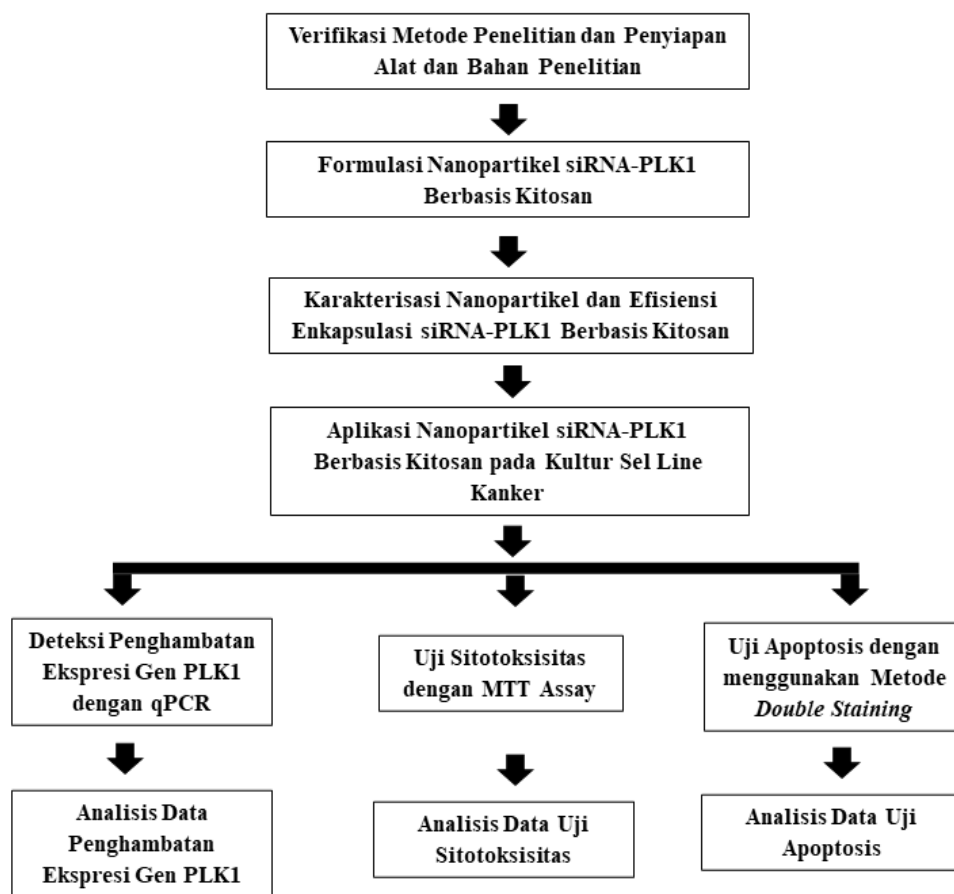 Verifikasi Metode Penelitian dan Penyiapan
Alat dan Bahan Penelitian
Formulasi Nanopartikel siRNA-PLK1
Berbasis Kitosan
Karakterisasi Nanopartikel dan Efisiensi
Enkapsulasi siRNA-PLK1 Berbasis Kitosan
Aplikasi Nanopartikel siRNA-PLK1
Berbasis Kitosan pada Kultur Sel Line
Kanker
Deteksi Penghambatan
Ekspresi Gen PLK1
dengan qPCR
Uji Sitotoksisitas
dengan MTT Assay
Uji Apoptosis dengan
menggunakan Metode
Double Staining
Analisis Data
Penghambatan
Ekspresi Gen PLK1
Analisis Data Uji
Sitotoksisitas
Analisis Data Uji
Apoptosis